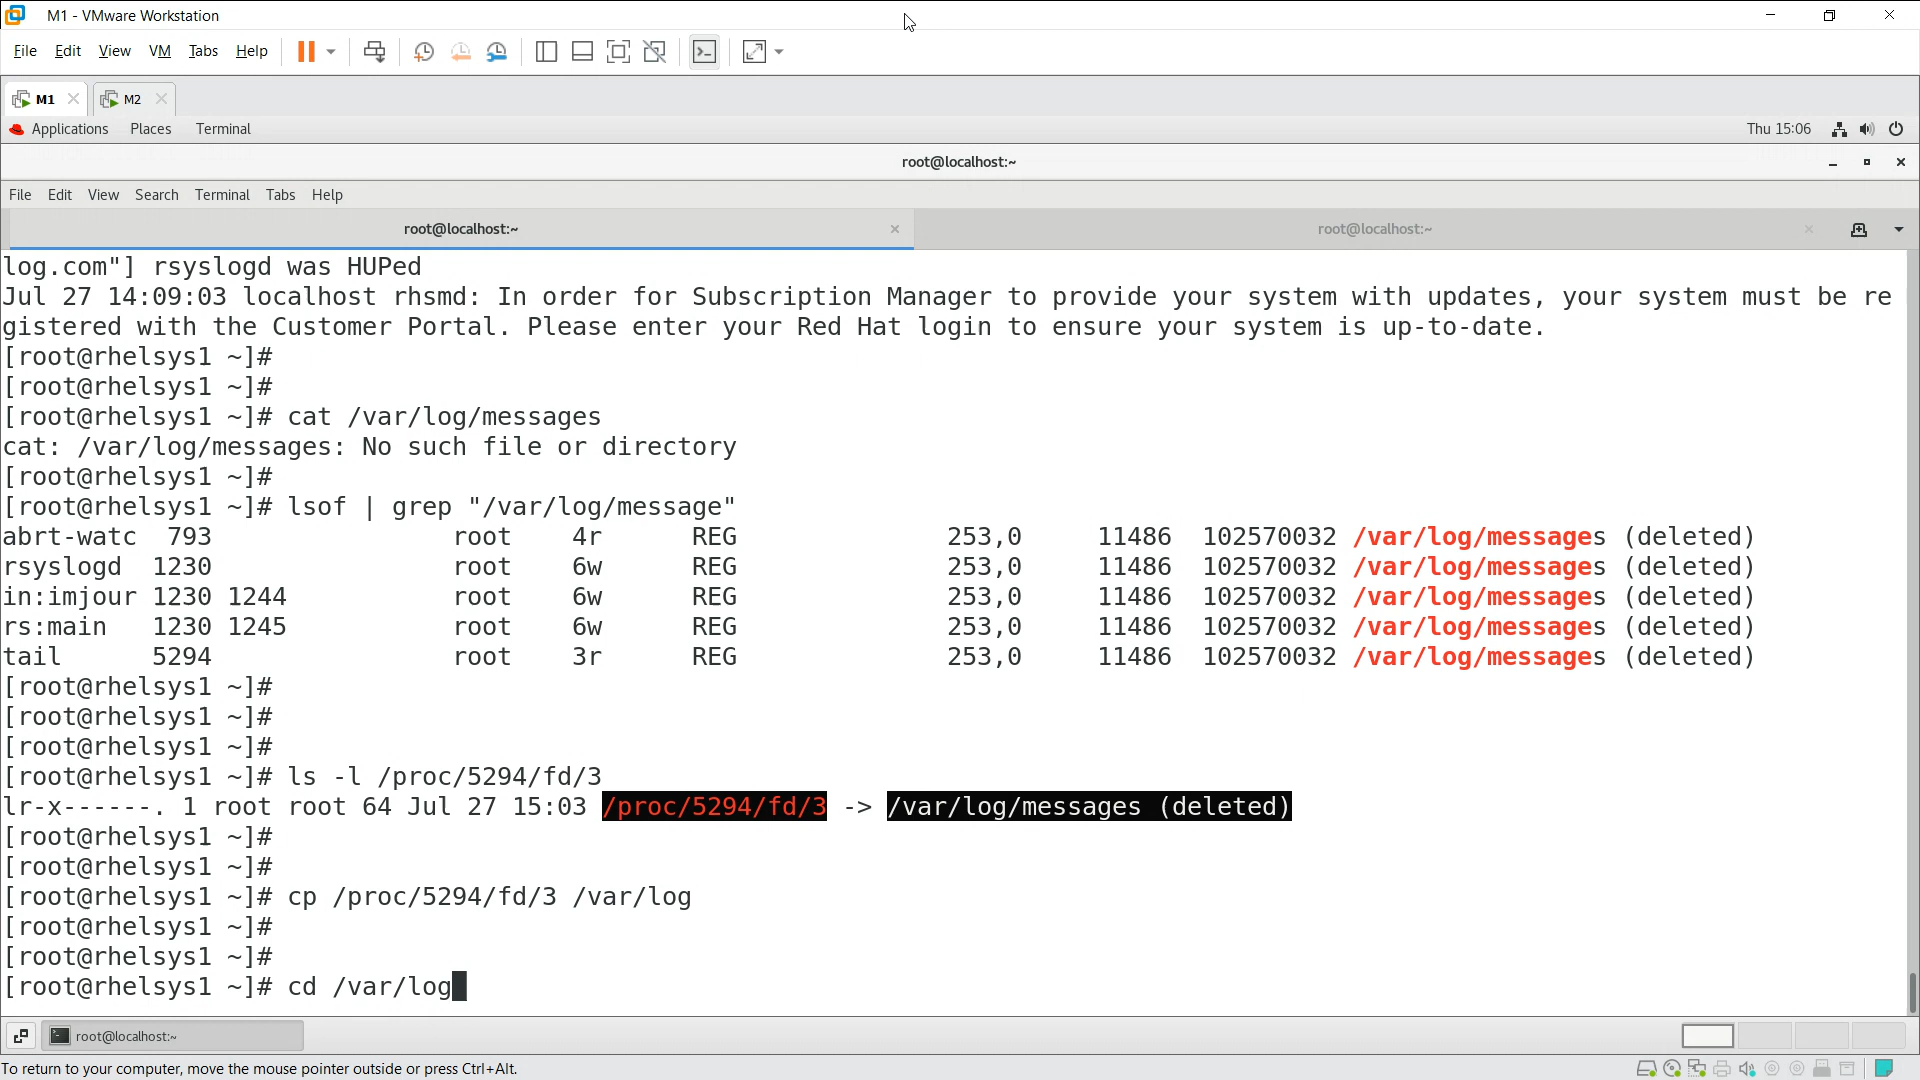 M1 - VMware Workstation
File Edit View VM Tabs Help
M1 M2
Applications Places Terminal Thu 15:06
root@localhost:~
File Edit View Search Terminal Tabs Help
root@localhost:~ root@localhost:~
log.com"] rsyslogd was HUPed
Jul 27 14:09:03 localhost rhsmd: In order for Subscription Manager to provide your system with updates, your system must be re
gistered with the Customer Portal. Please enter your Red Hat login to ensure your system is up-to-date.
[root@rhelsys1 ~]#
[root@rhelsys1 ~]#
[root@rhelsys1 ~]# cat /var/log/messages
cat: /var/log/messages: No such file or directory
[root@rhelsys1 ~]#
[root@rhelsys1 ~]# lsof | grep "/var/log/message"
abrt-watc 793 root 4r REG 253,0 11486 102570032 /var/log/messages (deleted)
rsyslogd 1230 root 6w REG 253,0 11486 102570032 /var/log/messages (deleted)
in:imjour 1230 1244 root 6w REG 253,0 11486 102570032 /var/log/messages (deleted)
rs:main 1230 1245 root 6w REG 253,0 11486 102570032 /var/log/messages (deleted)
tail 5294 root 3r REG 253,0 11486 102570032 /var/log/messages (deleted)
[root@rhelsys1 ~]#
[root@rhelsys1 ~]#
[root@rhelsys1 ~]#
[root@rhelsys1 ~]# ls -l /proc/5294/fd/3
lr-x------. 1 root root 64 Jul 27 15:03 /proc/5294/fd/3 -> /var/log/messages (deleted)
[root@rhelsys1 ~]#
[root@rhelsys1 ~]#
[root@rhelsys1 ~]# cp /proc/5294/fd/3 /var/log
[root@rhelsys1 ~]#
[root@rhelsys1 ~]#
[root@rhelsys1 ~]# cd /var/log
root@localhost:~
To return to your computer, move the mouse pointer outside or press Ctrl+Alt.